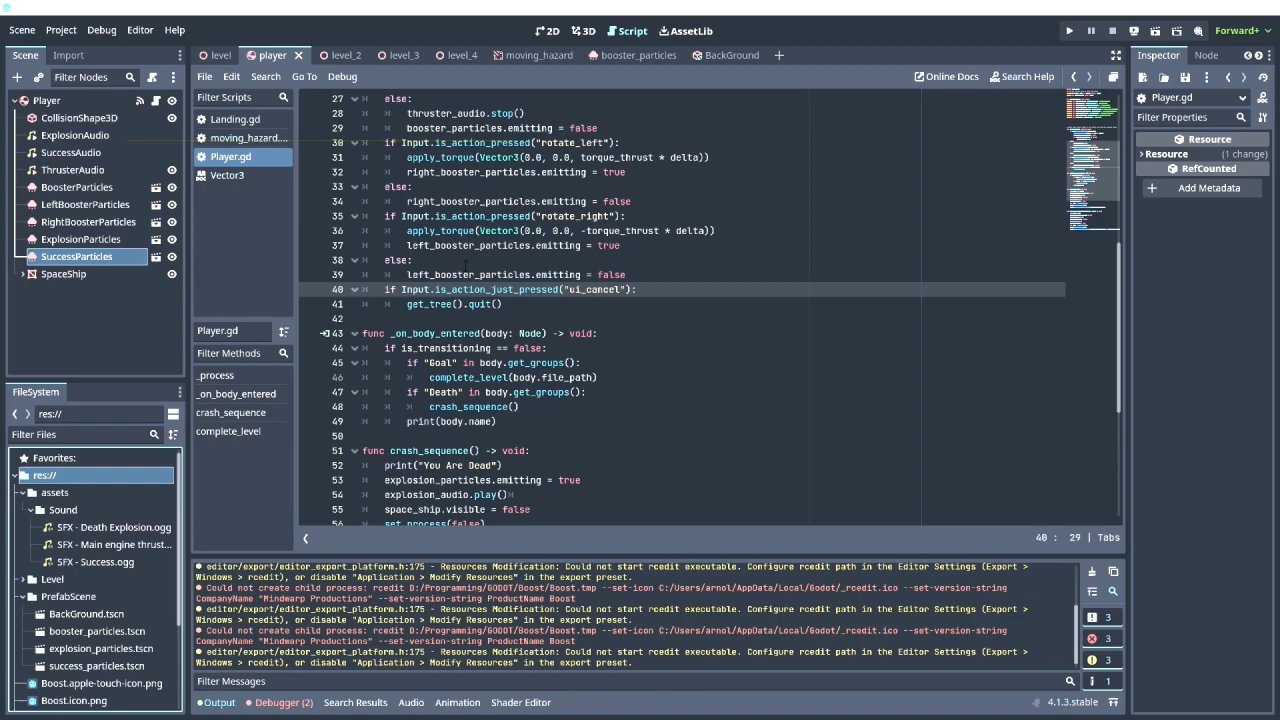 Scene Project Debug Editor Help
2D 3D Script AssetLib
Forward+
Scene Import
level player level_2 level_3 level_4 moving_hazard booster_particles BackGround
Inspector Node
Filter Nodes
File Edit Search Go To Debug
Online Docs Search Help
Player
CollisionShape3D
ExplosionAudio
SuccessAudio
ThrusterAudio
BoosterParticles
LeftBoosterParticles
RightBoosterParticles
ExplosionParticles
SuccessParticles
SpaceShip
Filter Scripts
Landing.gd
moving_hazard....
Player.gd
Vector3
Player.gd
Filter Methods
_process
_on_body_entered
crash_sequence
complete_level
27 else:
28 thruster_audio.stop()
29 booster_particles.emitting = false
30 if Input.is_action_pressed("rotate_left"):
31 apply_torque(Vector3(0.0, 0.0, torque_thrust * delta))
32 right_booster_particles.emitting = true
33 else:
34 right_booster_particles.emitting = false
35 if Input.is_action_pressed("rotate_right"):
36 apply_torque(Vector3(0.0, 0.0, -torque_thrust * delta))
37 left_booster_particles.emitting = true
38 else:
39 left_booster_particles.emitting = false
40 if Input.is_action_just_pressed("ui_cancel"):
41 get_tree().quit()
42
43 func _on_body_entered(body: Node) -> void:
44 if is_transitioning == false:
45 if "Goal" in body.get_groups():
46 complete_level(body.file_path)
47 if "Death" in body.get_groups():
48 crash_sequence()
49 print(body.name)
50
51 func crash_sequence() -> void:
52 print("You Are Dead")
53 explosion_particles.emitting = true
54 explosion_audio.play()
55 space_ship.visible = false
56 set_process(false)
40 : 29 | Tabs
Player.gd
Filter Properties
Resource
Resource (1 change)
RefCounted
Add Metadata
FileSystem
res://
Filter Files
Favorites:
res://
assets
Sound
SFX - Death Explosion.ogg
SFX - Main engine thrust...
SFX - Success.ogg
Level
PrefabScene
BackGround.tscn
booster_particles.tscn
explosion_particles.tscn
success_particles.tscn
Boost.apple-touch-icon.png
Boost.icon.png
editor/export/editor_export_platform.h:175 - Resources Modification: Could not start rcedit executable. Configure rcedit path in the Editor Settings (Export >
Windows > rcedit), or disable "Application > Modify Resources" in the export preset.
Could not create child process: rcedit D:/Programming/GODOT/Boost/Boost.tmp --set-icon C:/Users/arnol/AppData/Local/Godot/_rcedit.ico --set-version-string
CompanyName "Mindwarp Productions" --set-version-string ProductName Boost
editor/export/editor_export_platform.h:175 - Resources Modification: Could not start rcedit executable. Configure rcedit path in the Editor Settings (Export >
Windows > rcedit), or disable "Application > Modify Resources" in the export preset.
Could not create child process: rcedit D:/Programming/GODOT/Boost/Boost.tmp --set-icon C:/Users/arnol/AppData/Local/Godot/_rcedit.ico --set-version-string
CompanyName "Mindwarp Productions" --set-version-string ProductName Boost
editor/export/editor_export_platform.h:175 - Resources Modification: Could not start rcedit executable. Configure rcedit path in the Editor Settings (Export >
Windows > rcedit), or disable "Application > Modify Resources" in the export preset.
3
3
3
1
Filter Messages
Output Debugger (2) Search Results Audio Animation Shader Editor
4.1.3.stable